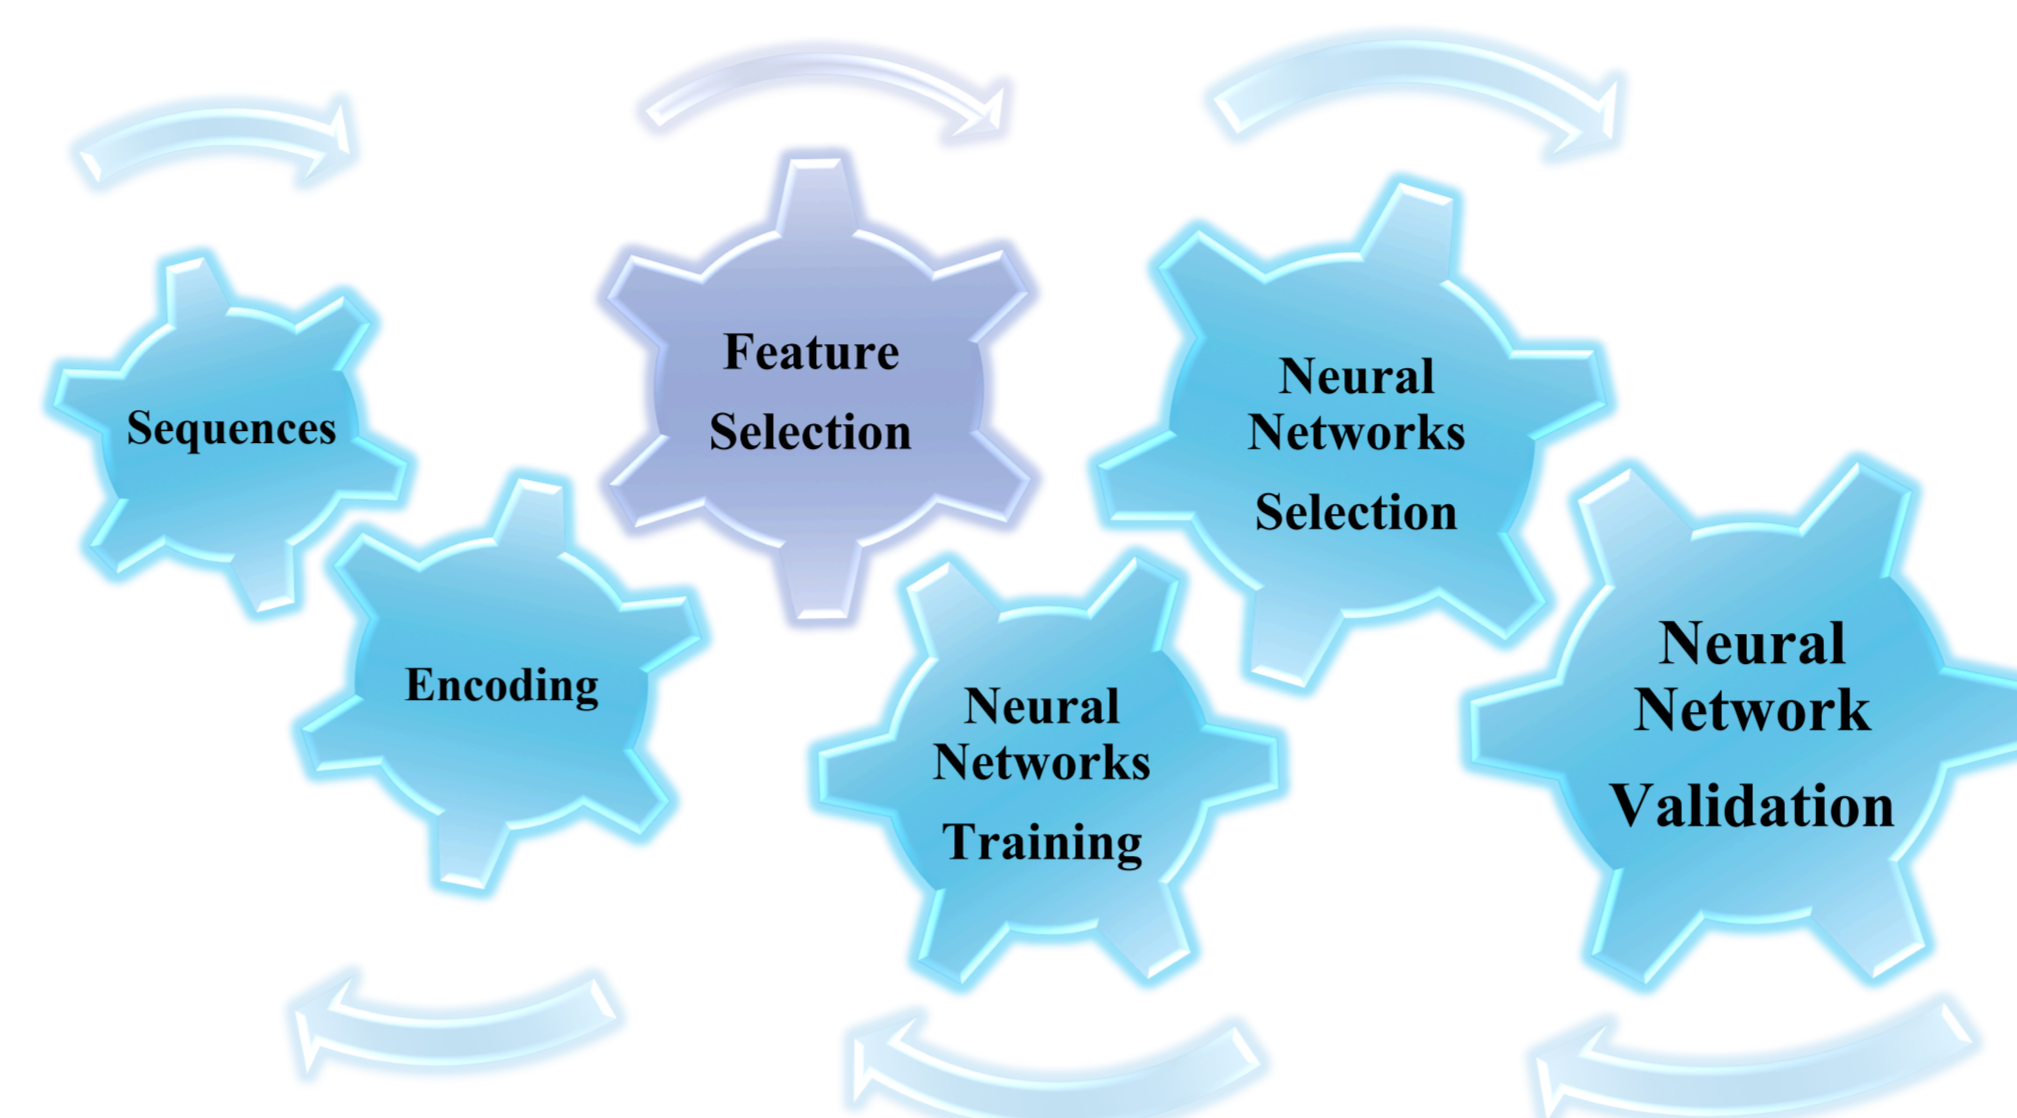 Sequences
Encoding
Feature
Selection
Neural
Networks
Training
Neural
Networks
Selection
Neural
Network
Validation